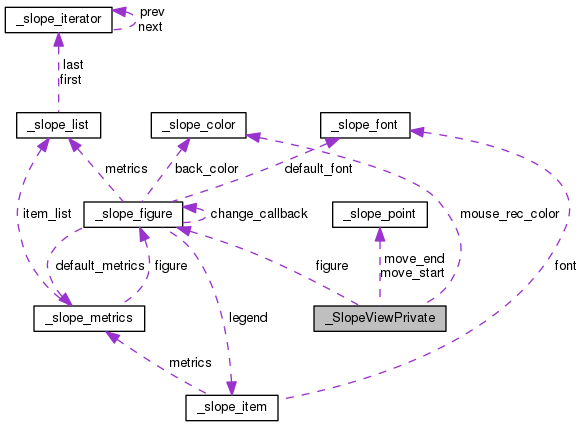 prev
_slope_iterator
next
last
first
_slope_list
_slope_color
_slope_font
metrics
back_color
default_font
item_list
_slope_figure
change_callback
_slope_point
mouse_rec_color
default_metrics
figure
figure
move_end
move_start
font
_slope_metrics
legend
_SlopeViewPrivate
metrics
_slope_item